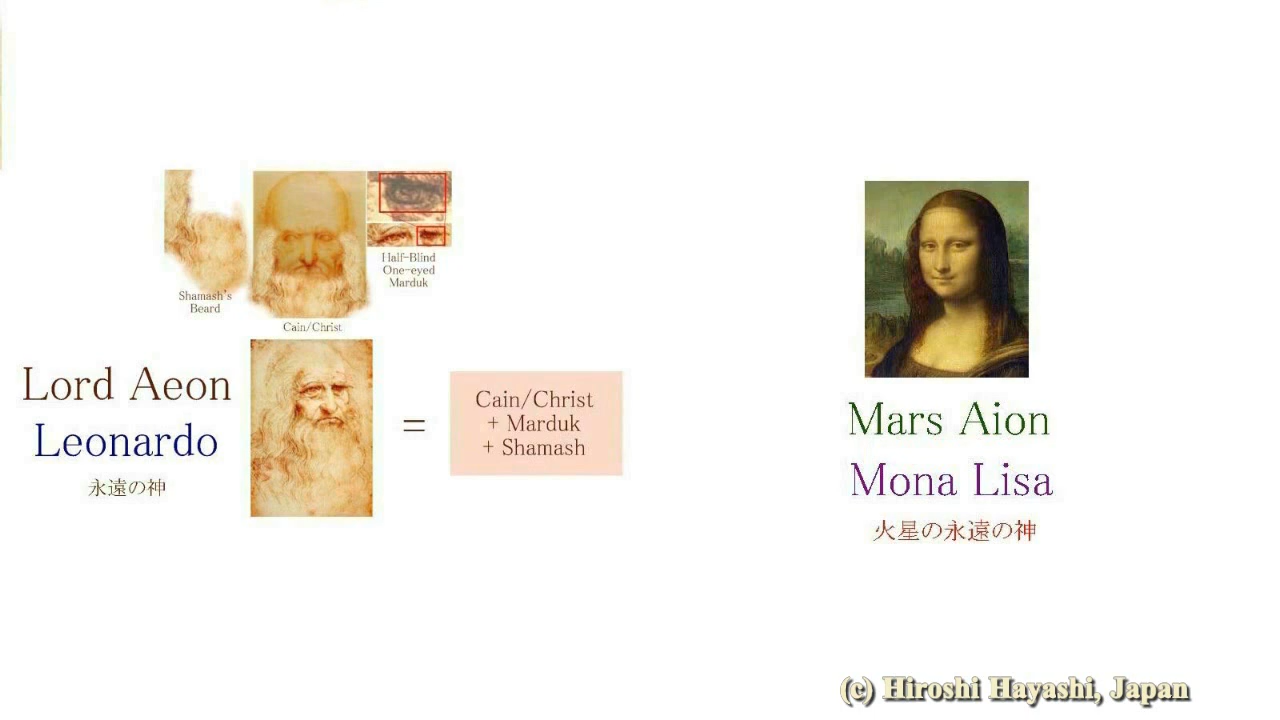 Shamash's
Beard
Half-Blind
One-eyed
Marduk
Cain/Christ
Lord Aeon
Leonardo
永遠の神
=
Cain/Christ
+ Marduk
+ Shamash
Mars Aion
Mona Lisa
火星の永遠の神
(c) Hiroshi Hayashi, Japan